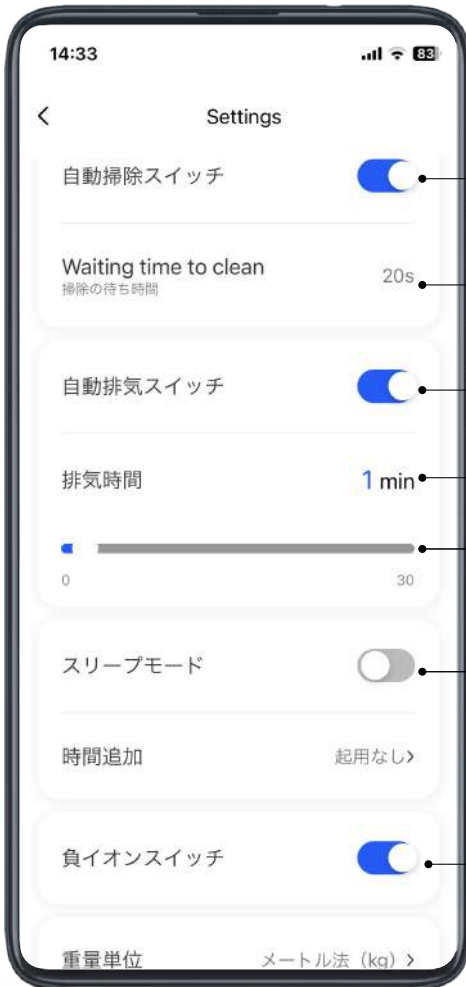 14:33
83
Settings
自動掃除スイッチ
Waiting time to clean
掃除の待ち時間
20s
自動排気スイッチ
排気時間
1 min
0
30
スリープモード
時間追加
起用なし>
負イオンスイッチ
重量単位
メートル法（kg）>